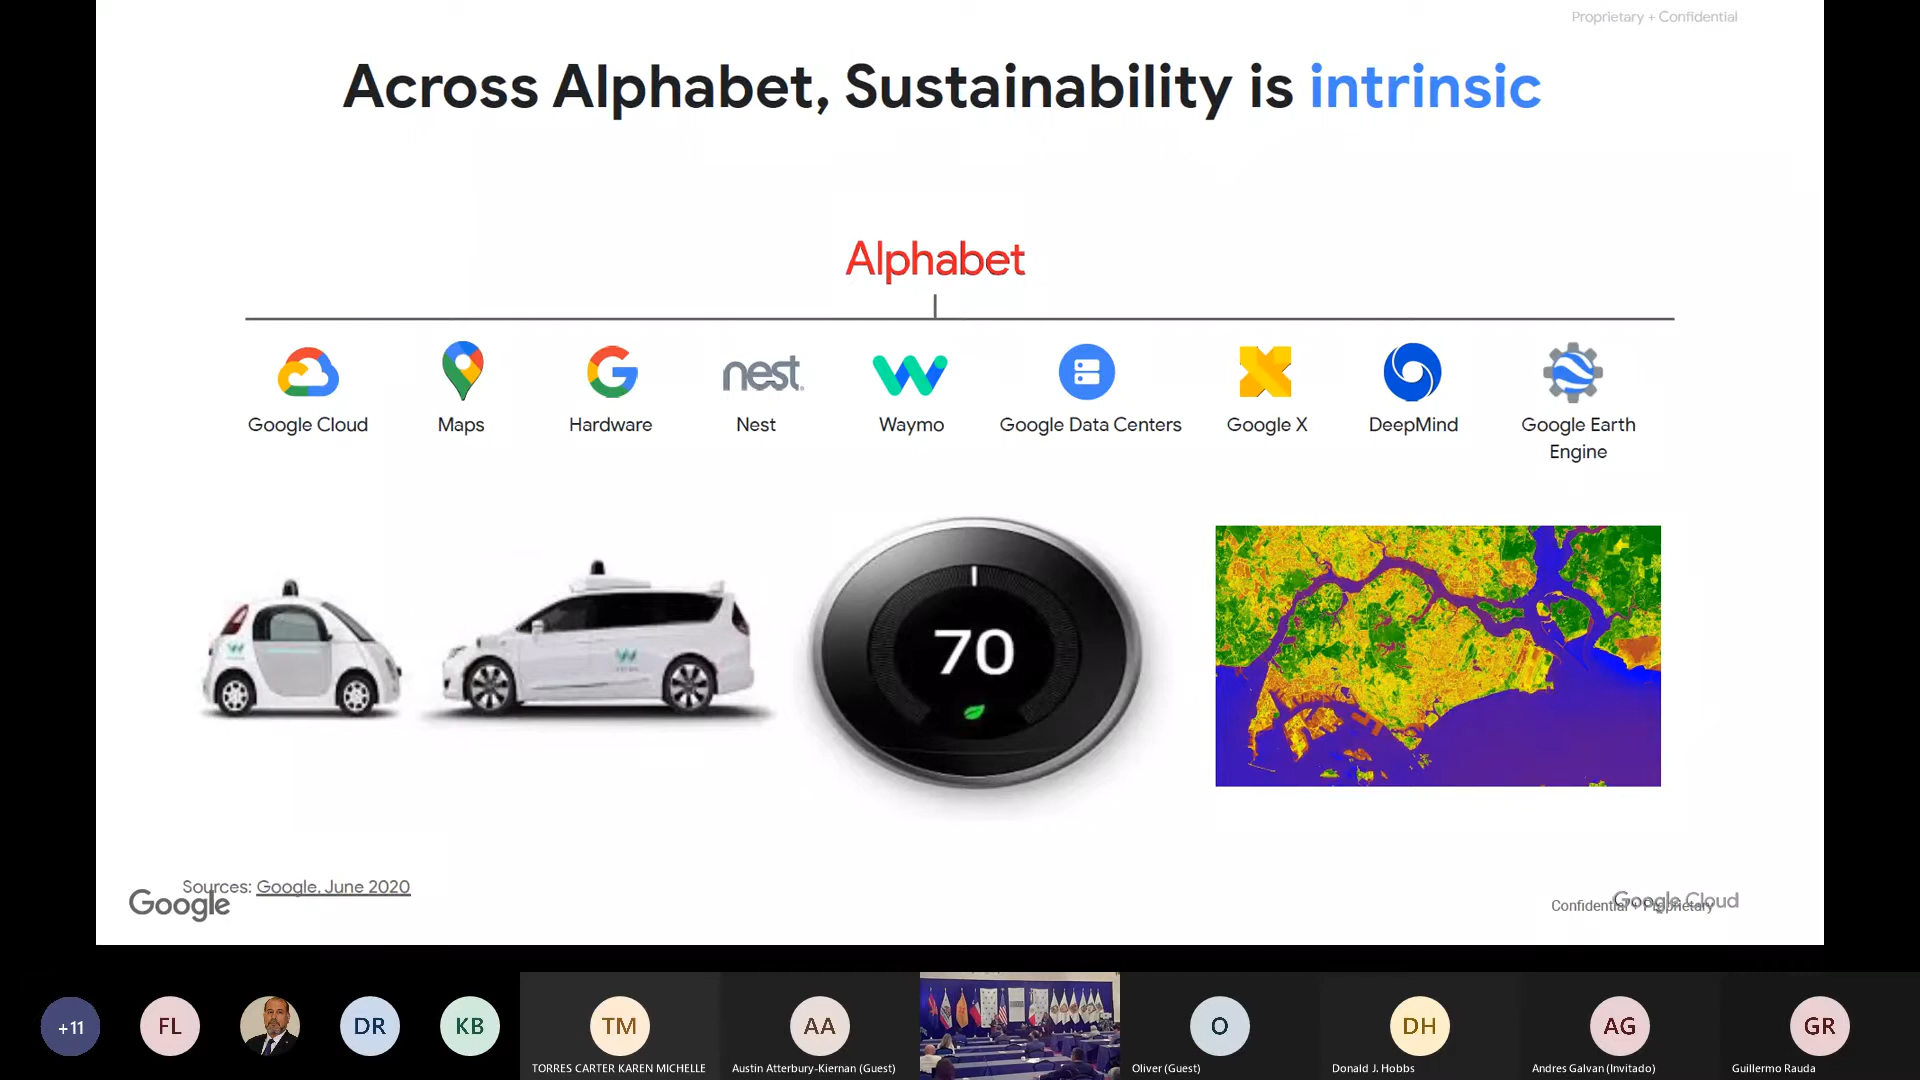 Proprietary + Confidential
Across Alphabet, Sustainability is intrinsic
Alphabet
nest
Google Cloud
Maps
Hardware
Nest
Waymo
Google Data Centers
Google X
DeepMind
Google Earth
Engine
70
Sources: Google, June 2020
Google
Google Cloud
Confidential + Proprietary
+11
FL
DR
KB
TM
AA
O
DH
AG
GR
TORRES CARTER KAREN MICHELLE
Austin Atterbury-Kiernan (Guest)
Oliver (Guest)
Donald J. Hobbs
Andres Galvan (Invitado)
Guillermo Rauda